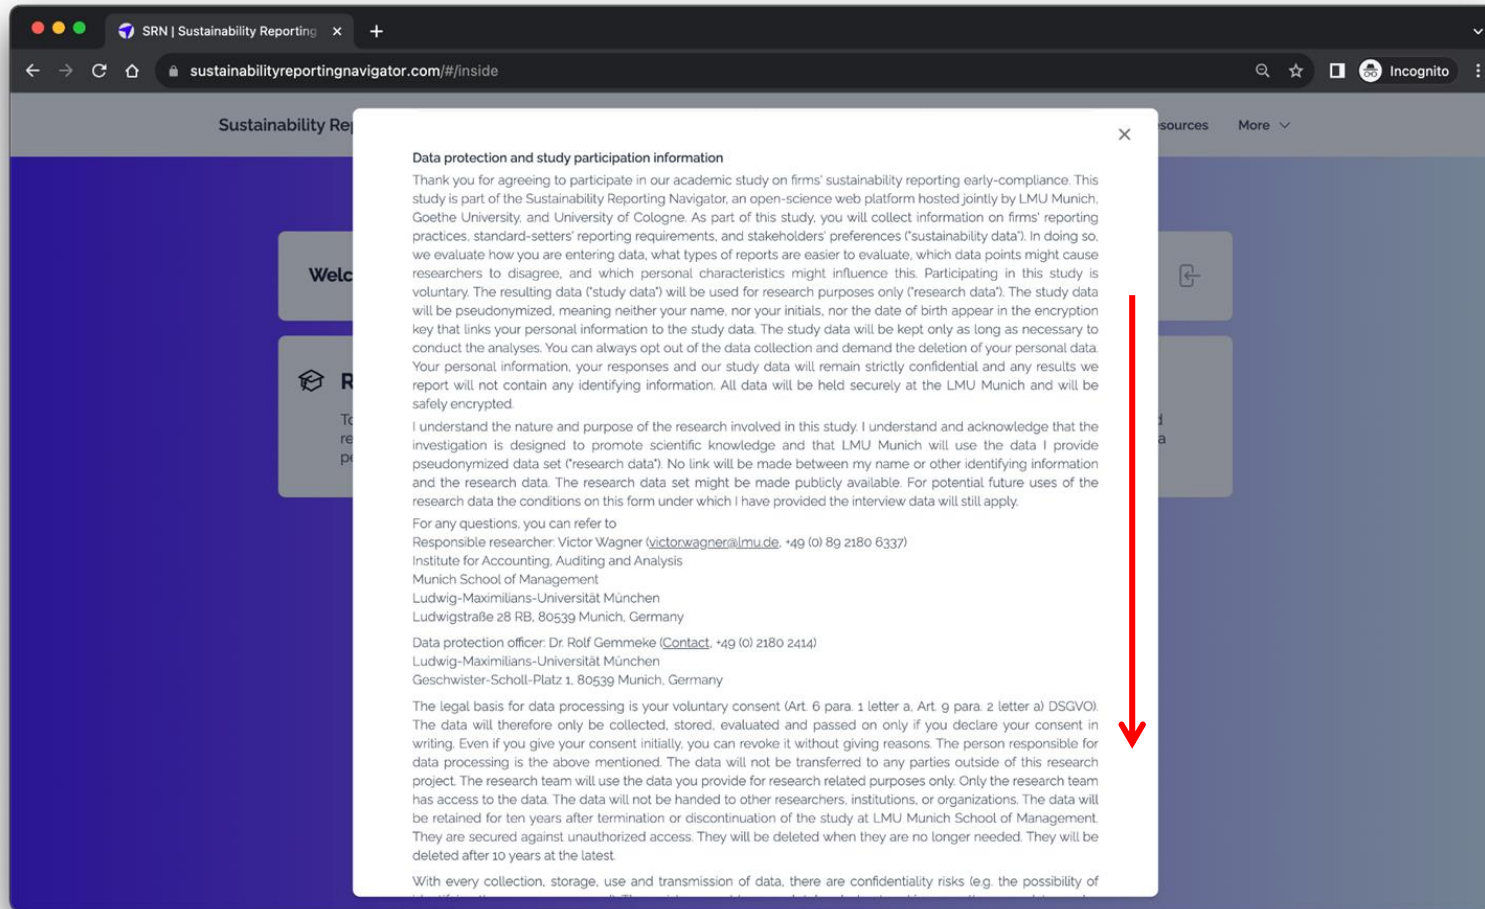 SRN | Sustainability Reporting
sustainabilityreportingnavigator.com/#/inside
Incognito
Sustainability Re
sources
More
Welc
R
To
re
pe
a
Data protection and study participation information
Thank you for agreeing to participate in our academic study on firms' sustainability reporting early-compliance. This
study is part of the Sustainability Reporting Navigator, an open-science web platform hosted jointly by LMU Munich,
Goethe University, and University of Cologne. As part of this study, you will collect information on firms' reporting
practices, standard-setters' reporting requirements, and stakeholders' preferences ("sustainability data"). In doing so,
we evaluate how you are entering data, what types of reports are easier to evaluate, which data points might cause
researchers to disagree, and which personal characteristics might influence this. Participating in this study is
voluntary. The resulting data ("study data") will be used for research purposes only ("research data"). The study data
will be pseudonymized, meaning neither your name, nor your initials, nor the date of birth appear in the encryption
key that links your personal information to the study data. The study data will be kept only as long as necessary to
conduct the analyses. You can always opt out of the data collection and demand the deletion of your personal data.
Your personal information, your responses and our study data will remain strictly confidential and any results we
report will not contain any identifying information. All data will be held securely at the LMU Munich and will be
safely encrypted.
I understand the nature and purpose of the research involved in this study. I understand and acknowledge that the
investigation is designed to promote scientific knowledge and that LMU Munich will use the data I provide
pseudonymized data set ("research data"). No link will be made between my name or other identifying information
and the research data. The research data set might be made publicly available. For potential future uses of the
research data the conditions on this form under which I have provided the interview data will still apply.
For any questions, you can refer to
Responsible researcher: Victor Wagner (victor.wagner@lmu.de, +49 (0) 89 2180 6337)
Institute for Accounting, Auditing and Analysis
Munich School of Management
Ludwig-Maximilians-Universität München
Ludwigstraße 28 RB, 80539 Munich, Germany
Data protection officer: Dr. Rolf Gemmeke (Contact, +49 (0) 2180 2414)
Ludwig-Maximilians-Universität München
Geschwister-Scholl-Platz 1, 80539 Munich, Germany
The legal basis for data processing is your voluntary consent (Art. 6 para. 1 letter a, Art. 9 para. 2 letter a) DSGVO).
The data will therefore only be collected, stored, evaluated and passed on only if you declare your consent in
writing. Even if you give your consent initially, you can revoke it without giving reasons. The person responsible for
data processing is the above mentioned. The data will not be transferred to any parties outside of this research
project. The research team will use the data you provide for research related purposes only. Only the research team
has access to the data. The data will not be handed to other researchers, institutions, or organizations. The data will
be retained for ten years after termination or discontinuation of the study at LMU Munich School of Management.
They are secured against unauthorized access. They will be deleted when they are no longer needed. They will be
deleted after 10 years at the latest.
With every collection, storage, use and transmission of data, there are confidentiality risks (e.g. the possibility of